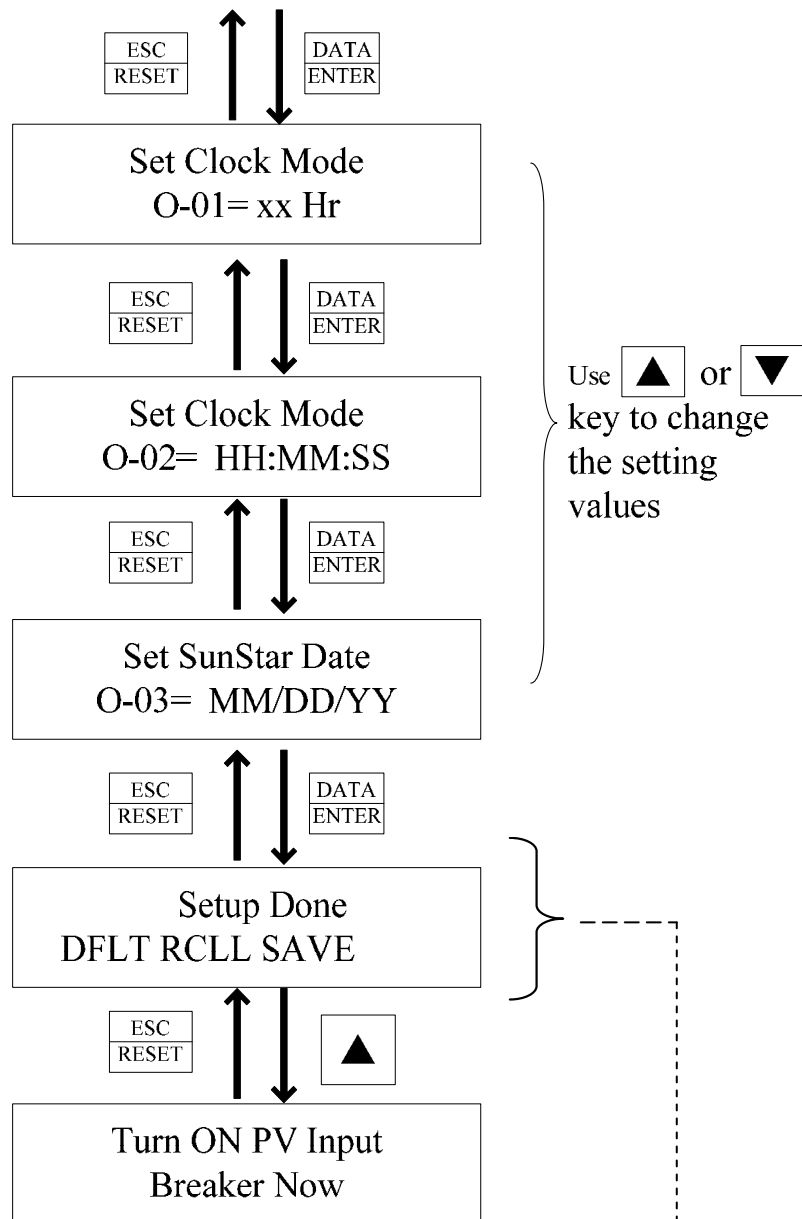 ESC
RESET
DATA
ENTER
Set Clock Mode
O-01= xx Hr
ESC
RESET
DATA
ENTER
Set Clock Mode
O-02= HH:MM:SS
Use ▲ or ▼
key to change
the setting
values
ESC
RESET
DATA
ENTER
Set SunStar Date
O-03= MM/DD/YY
ESC
RESET
DATA
ENTER
Setup Done
DFLT RCLL SAVE
ESC
RESET
Turn ON PV Input
Breaker Now